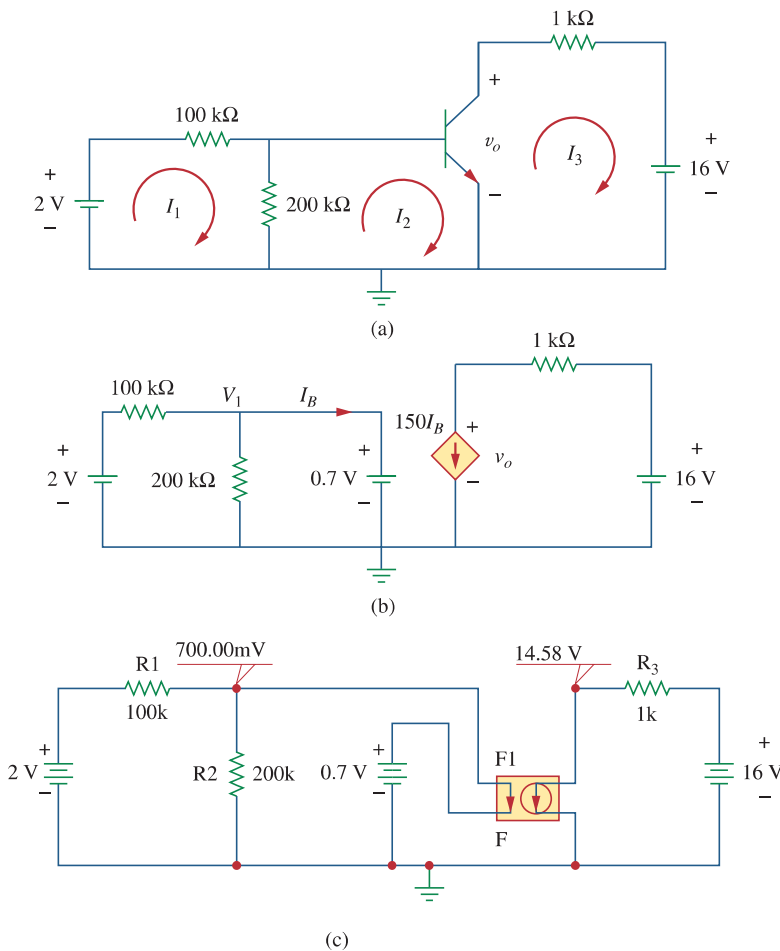 1 kΩ
+
100 kΩ
vo
+
+
I3
16 V
2 V
I1
200 kΩ
I2
−
−
−
(a)
1 kΩ
100 kΩ
V1
IB
150IB
+
+
+
+
2 V
200 kΩ
0.7 V
vo
16 V
−
−
−
−
(b)
700.00mV
14.58 V
R1
R3
100k
1k
+
+
+
F1
2 V
R2
200k
0.7 V
16 V
−
−
−
F
(c)